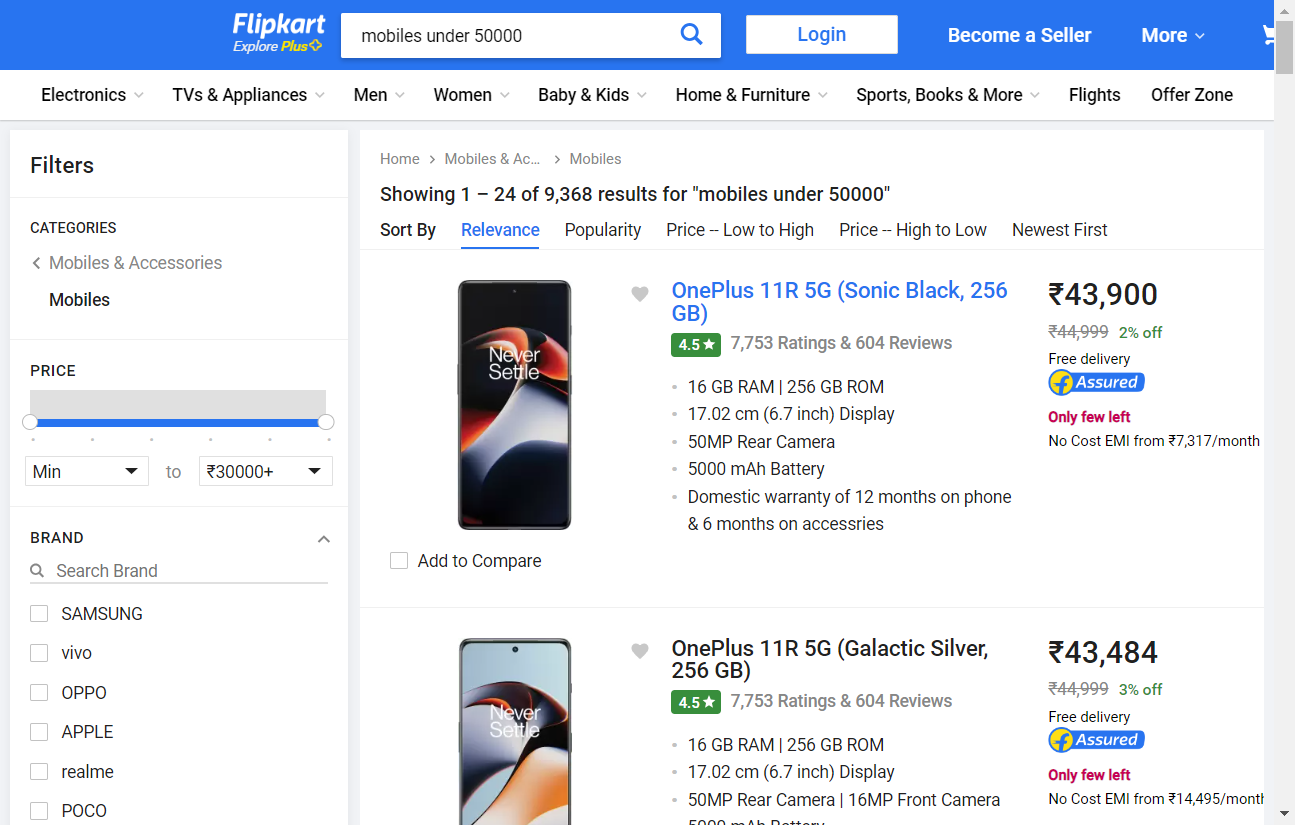 Flipkart
Explore Plus
mobiles under 50000
Login
Become a Seller
More
Electronics
TVs & Appliances
Men
Women
Baby & Kids
Home & Furniture
Sports, Books & More
Flights
Offer Zone
Filters
CATEGORIES
Mobiles & Accessories
Mobiles
PRICE
Min
to
₹30000+
BRAND
Search Brand
SAMSUNG
vivo
OPPO
APPLE
realme
POCO
Home
Mobiles & Ac...
Mobiles
Showing 1 – 24 of 9,368 results for "mobiles under 50000"
Sort By
Relevance
Popularity
Price -- Low to High
Price -- High to Low
Newest First
Never
Settle
Add to Compare
OnePlus 11R 5G (Sonic Black, 256
GB)
4.5★
7,753 Ratings & 604 Reviews
16 GB RAM | 256 GB ROM
17.02 cm (6.7 inch) Display
50MP Rear Camera
5000 mAh Battery
Domestic warranty of 12 months on phone
& 6 months on accessries
₹43,900
₹44,999 2% off
Free delivery
Assured
Only few left
No Cost EMI from ₹7,317/month
Never
Settle
OnePlus 11R 5G (Galactic Silver,
256 GB)
4.5★
7,753 Ratings & 604 Reviews
16 GB RAM | 256 GB ROM
17.02 cm (6.7 inch) Display
50MP Rear Camera | 16MP Front Camera
5000 mAh Battery
₹43,484
₹44,999 3% off
Free delivery
Assured
Only few left
No Cost EMI from ₹14,495/month